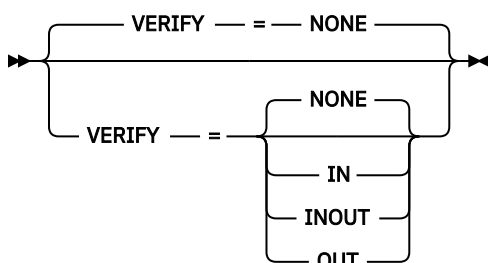 VERIFY = NONE
NONE
VERIFY =
IN
INOUT
OUT